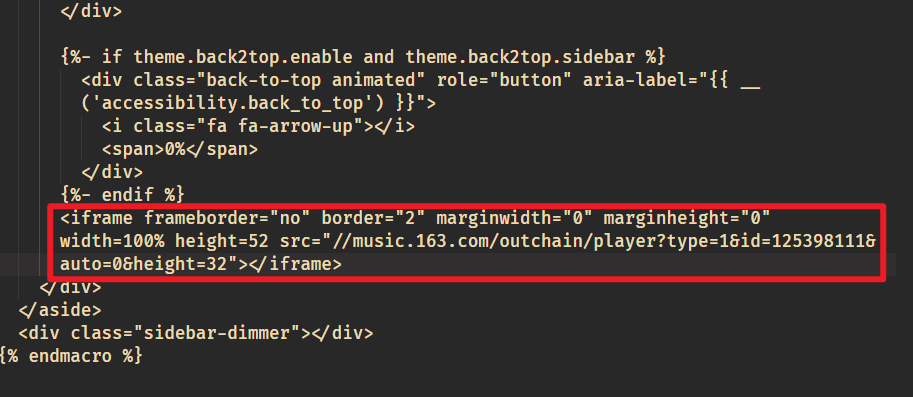 </div>
{%- if theme.back2top.enable and theme.back2top.sidebar %}
<div class="back-to-top animated" role="button" aria-label="{{ __
('accessibility.back_to_top') }}">
<i class="fa fa-arrow-up"></i>
<span>0%</span>
</div>
{%- endif %}
<iframe frameborder="no" border="2" marginwidth="0" marginheight="0"
width=100% height=52 src="//music.163.com/outchain/player?type=1&id=125398111&
auto=0&height=32"></iframe>
</div>
</aside>
<div class="sidebar-dimmer"></div>
{% endmacro %}